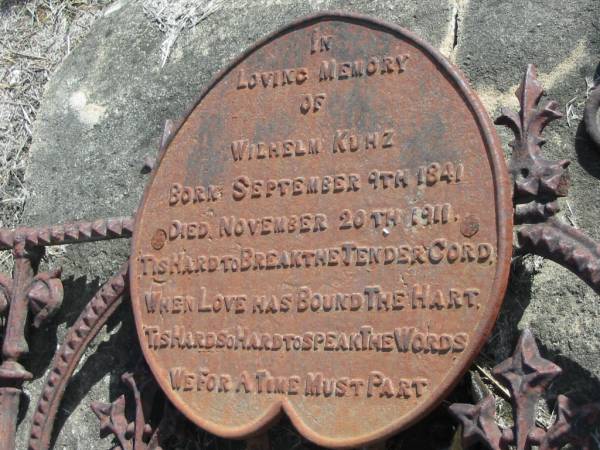 IN
LOVING MEMORY
OF
WILHELM KUHZ
BORN SEPTEMBER 9TH 1841
DIED NOVEMBER 20TH 1911.
TIS HARD TO BREAK THE TENDER CORD,
WHEN LOVE HAS BOUND THE HART,
TIS HARD SO HARD TO SPEAK THE WORDS
WE FOR A TIME MUST PART